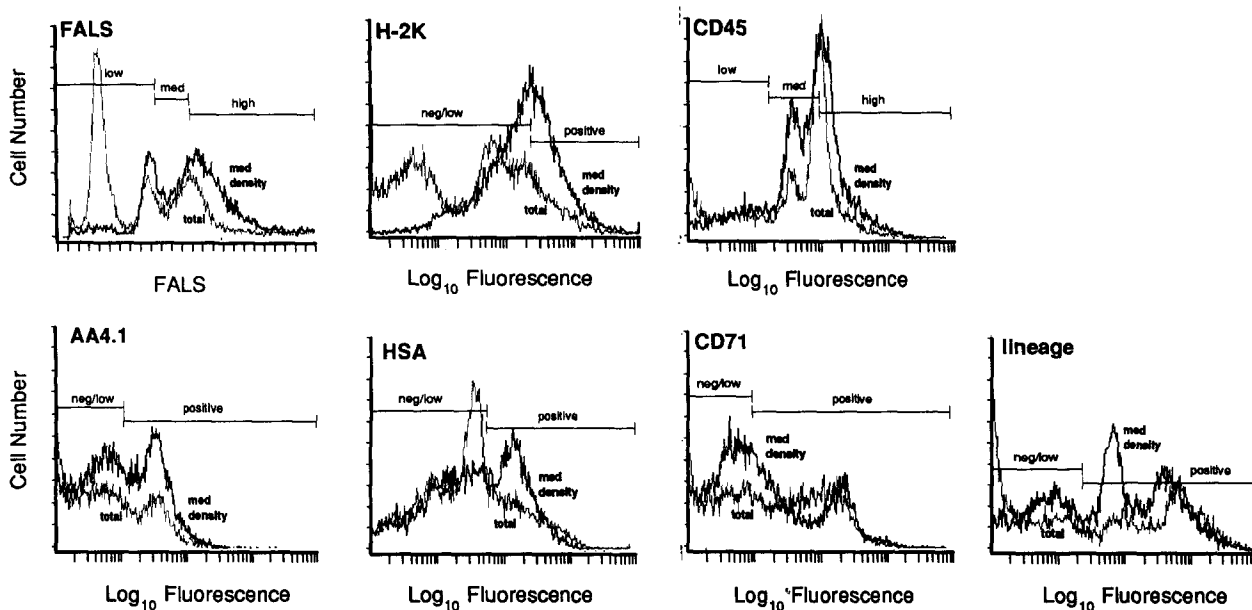 FALS
low
med
high
med
density
total
Cell Number
FALS
H-2K
neg/low
positive
med
density
total
Log10 Fluorescence
CD45
low
med
high
med
density
total
Log10 Fluorescence
AA4.1
neg/low
positive
med
density
total
Cell Number
Log10 Fluorescence
HSA
neg/low
positive
med
density
total
Log10 Fluorescence
CD71
neg/low
positive
med
density
total
Log10 Fluorescence
lineage
neg/low
med
density
positive
total
Log10 Fluorescence